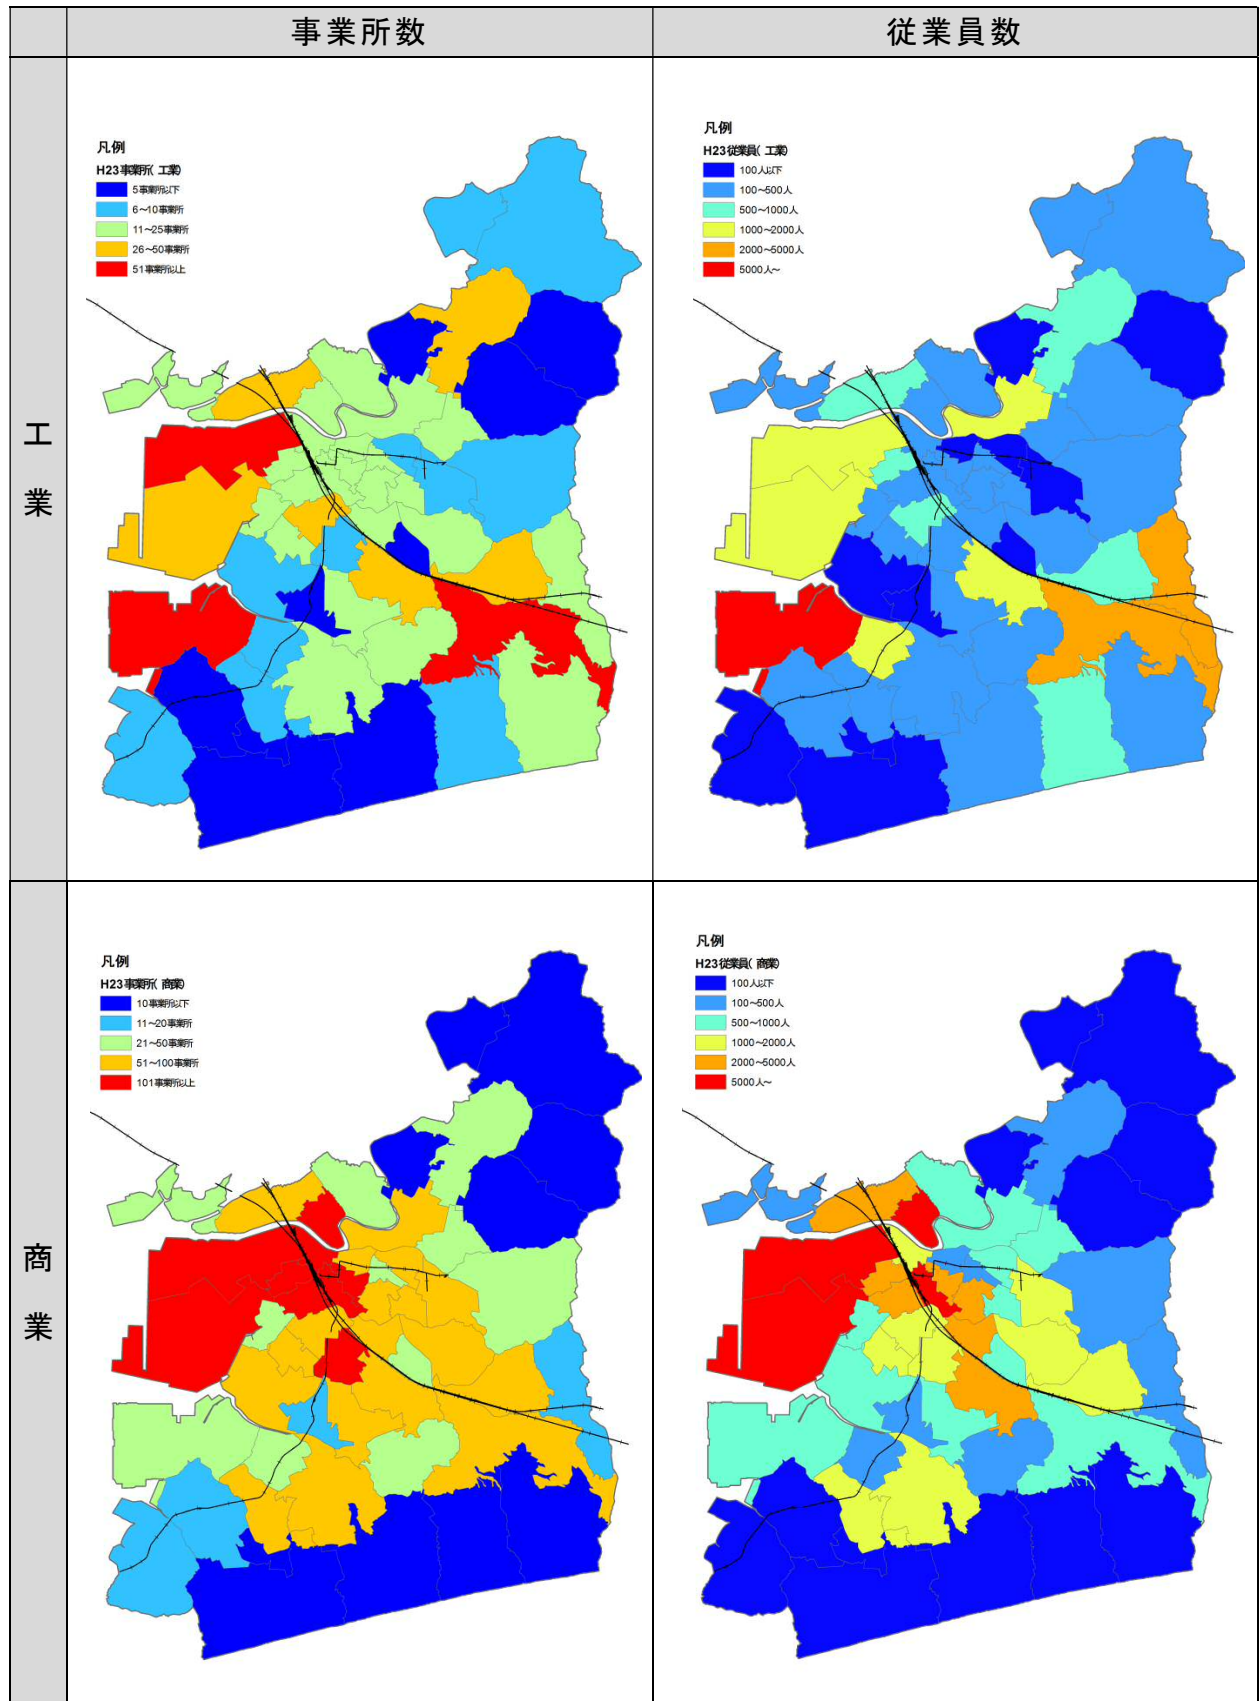 事業所数
従業員数
工業
凡例
H23事業所(工業)
5事業所以下
6～10事業所
11～25事業所
26～50事業所
51事業所以上
凡例
H23従業員(工業)
100人以下
100～500人
500～1000人
1000～2000人
2000～5000人
5000人～
商業
凡例
H23事業所(商業)
10事業所以下
11～20事業所
21～50事業所
51～100事業所
101事業所以上
凡例
H23従業員(商業)
100人以下
100～500人
500～1000人
1000～2000人
2000～5000人
5000人～